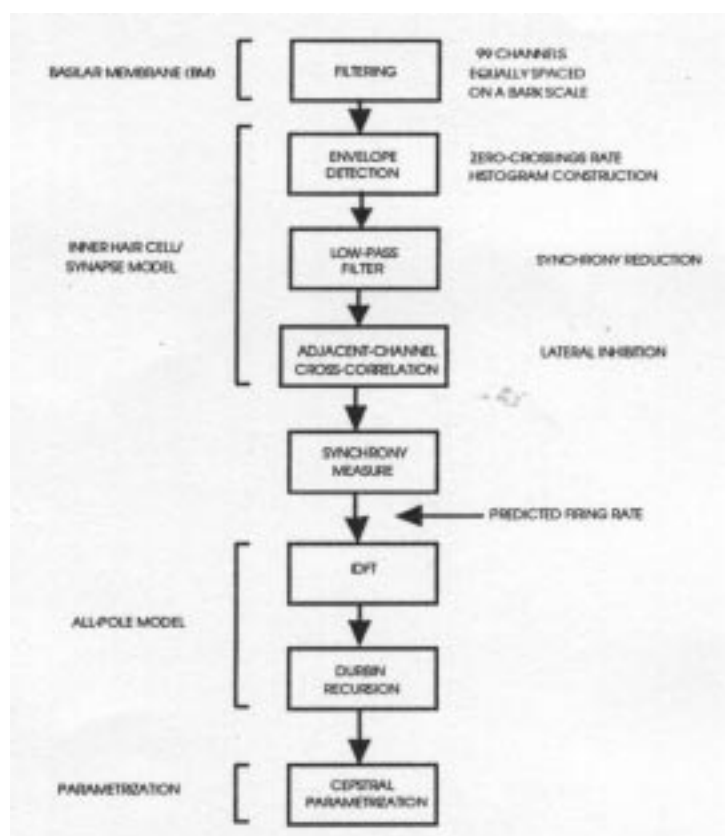 BASILAR MEMBRANE (BM)
FILTERING
99 CHANNELS
EQUALLY SPACED
ON A BARK SCALE
ENVELOPE
DETECTION
ZERO-CROSSINGS RATE
HISTOGRAM CONSTRUCTION
INNER HAIR CELL/
SYNAPSE MODEL
LOW-PASS
FILTER
SYNCHRONY REDUCTION
ADJACENT-CHANNEL
CROSS-CORRELATION
LATERAL INHIBITION
SYNCHRONY
MEASURE
PREDICTED FIRING RATE
IDFT
ALL-POLE MODEL
DURBIN
RECURSION
PARAMETRIZATION
CEPSTRAL
PARAMETRIZATION